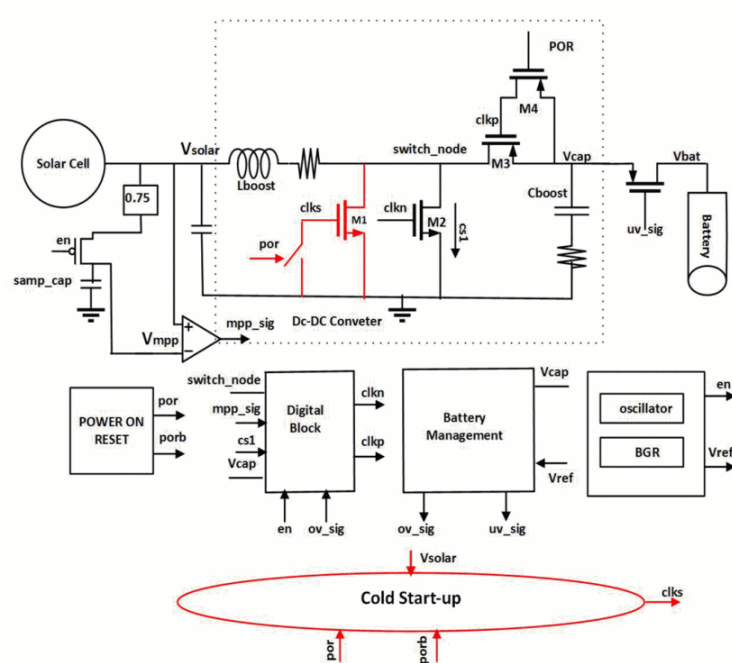 POR
M4
clkp
Solar Cell
Vsolar
switch_node
M3
Vcap
Vbat
Lboost
0.75
clks
M1
clkn
M2
cs1
Cboost
uv_sig
Battery
en
por
samp_cap
Vmpp
+
−
mpp_sig
Dc-DC Conveter
POWER ON
RESET
por
porb
switch_node
mpp_sig
cs1
Vcap
Digital
Block
clkn
clkp
en
ov_sig
Battery
Management
Vcap
Vref
ov_sig
uv_sig
oscillator
BGR
en
Vref
Vsolar
Cold Start-up
clks
por
porb